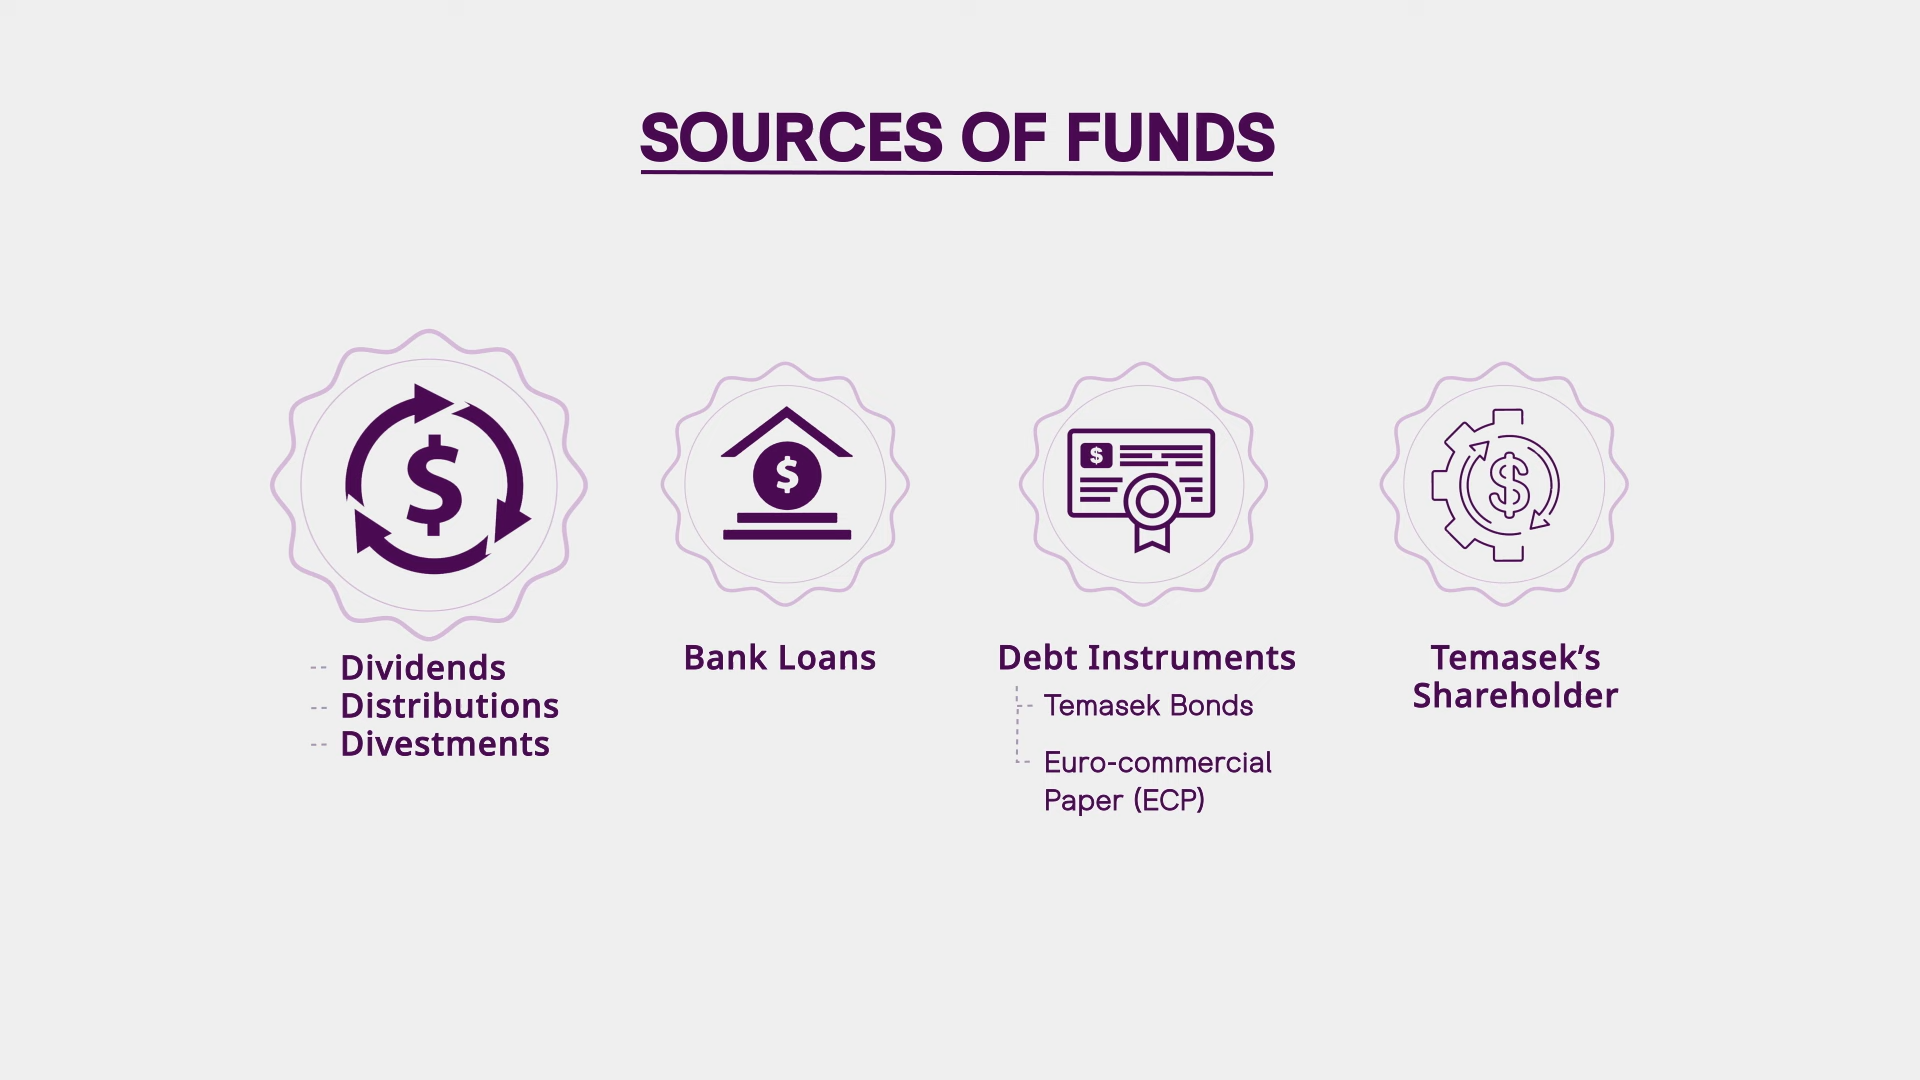 SOURCES OF FUNDS
Dividends
Distributions
Divestments
Bank Loans
Debt Instruments
Temasek Bonds
Euro-commercial
Paper (ECP)
Temasek’s
Shareholder